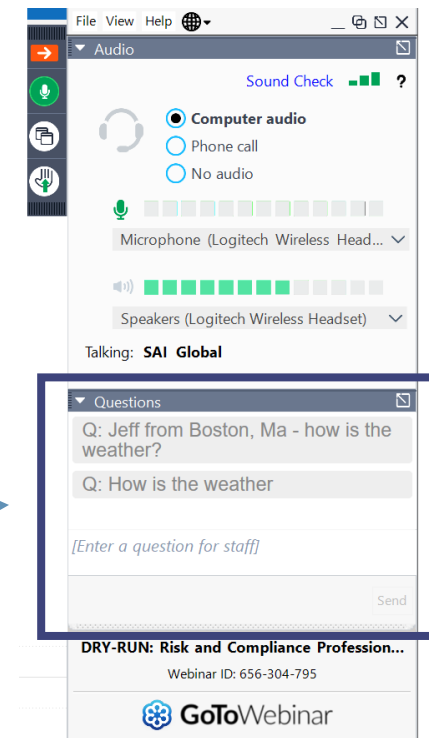 File View Help
Audio
Sound Check ?
Computer audio
Phone call
No audio
Microphone (Logitech Wireless Head...
Speakers (Logitech Wireless Headset)
Talking: SAI Global
Questions
Q: Jeff from Boston, Ma - how is the
weather?
Q: How is the weather
[Enter a question for staff]
Send
DRY-RUN: Risk and Compliance Profession...
Webinar ID: 656-304-795
GoToWebinar